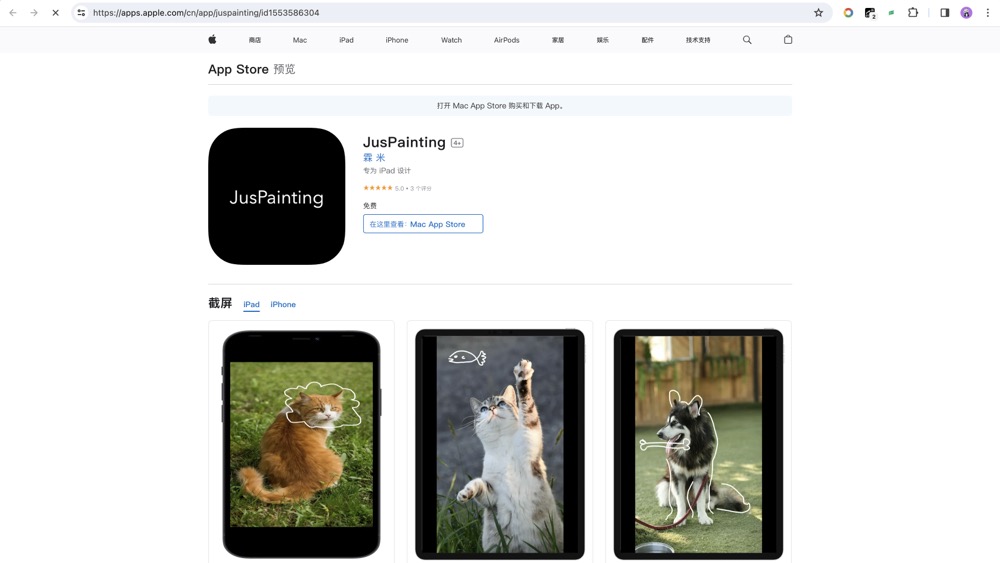 https://apps.apple.com/cn/app/juspainting/id1553586304
2
商店 Mac iPad iPhone Watch AirPods 家居 娱乐 配件 技术支持
App Store 预览
打开 Mac App Store 购买和下载 App。
JusPainting
JusPainting 4+
霖 米
专为 iPad 设计
★★★★★ 5.0 • 3 个评分
免费
在这里查看：Mac App Store
截屏 iPad iPhone